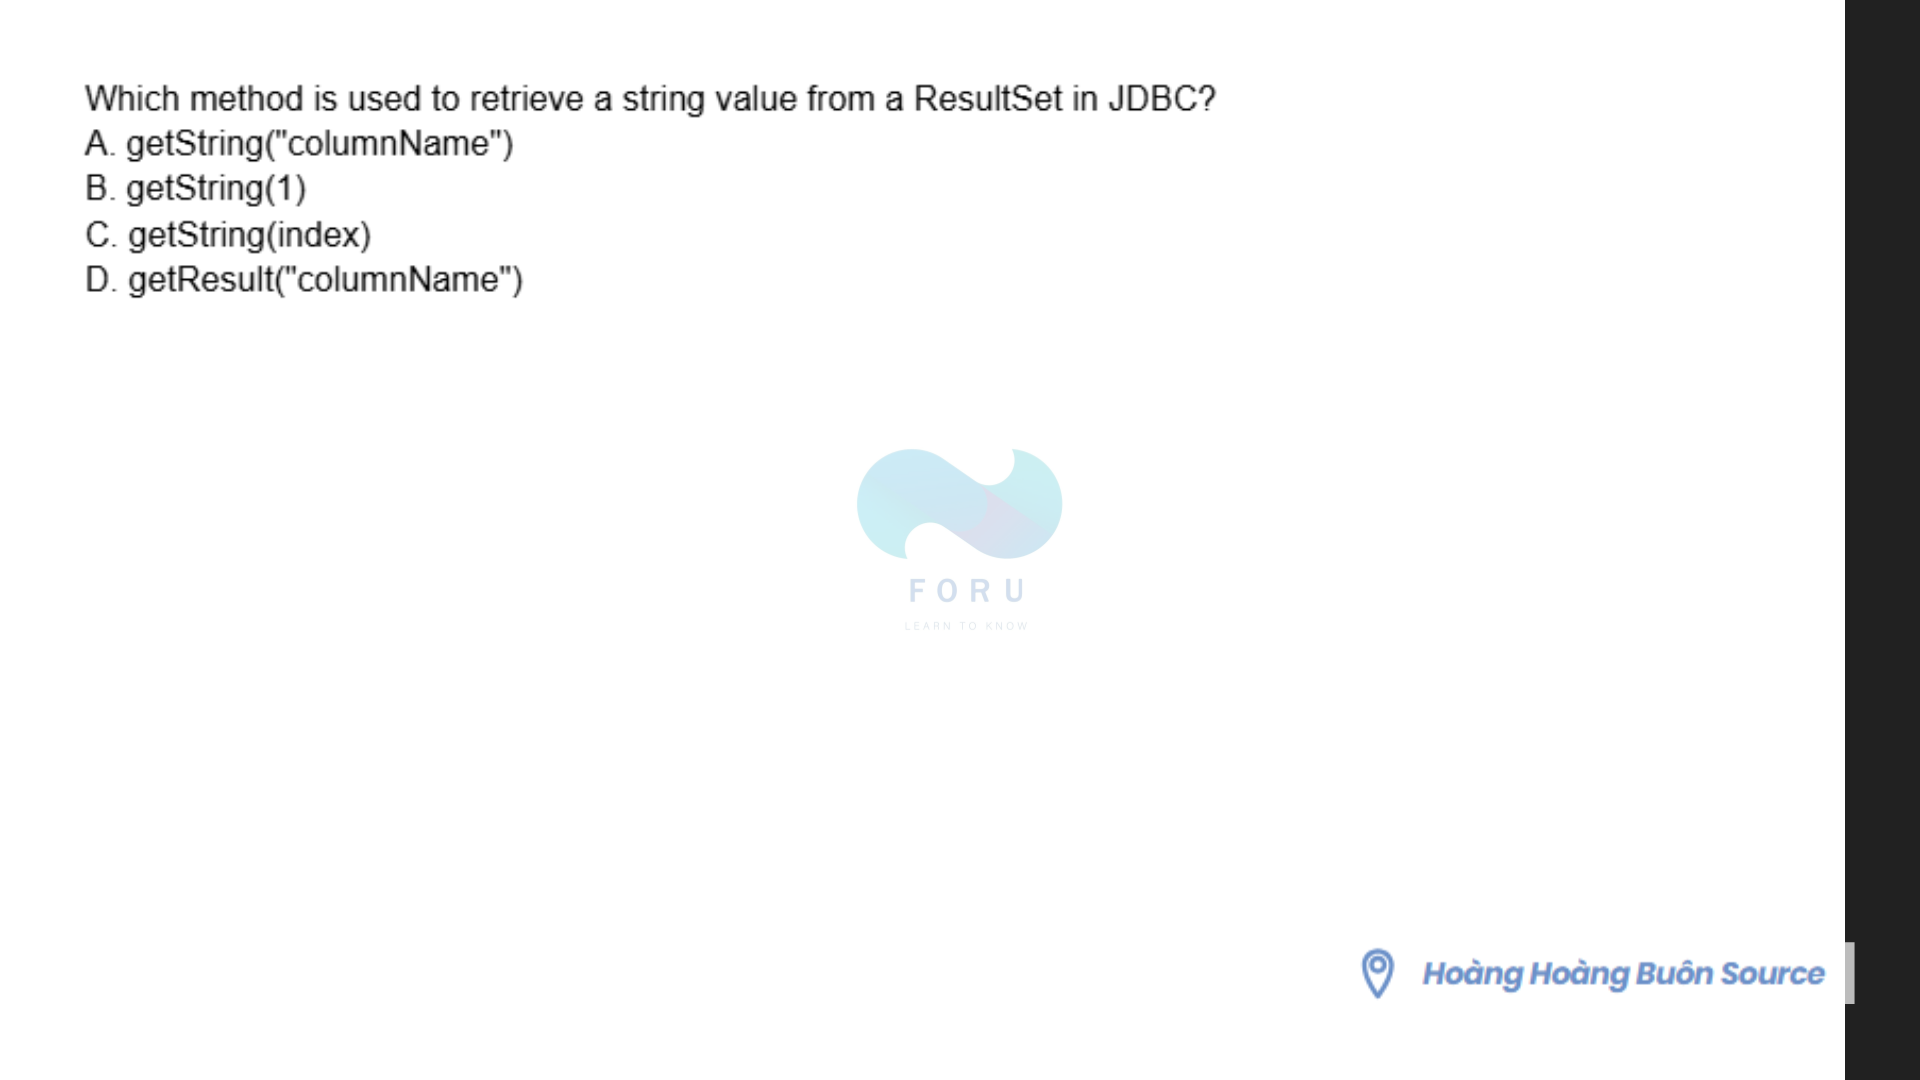 Which method is used to retrieve a string value from a ResultSet in JDBC?
A. getString("columnName")
B. getString(1)
C. getString(index)
D. getResult("columnName")
FORU
LEARN TO KNOW
Hoàng Hoàng Buôn Source